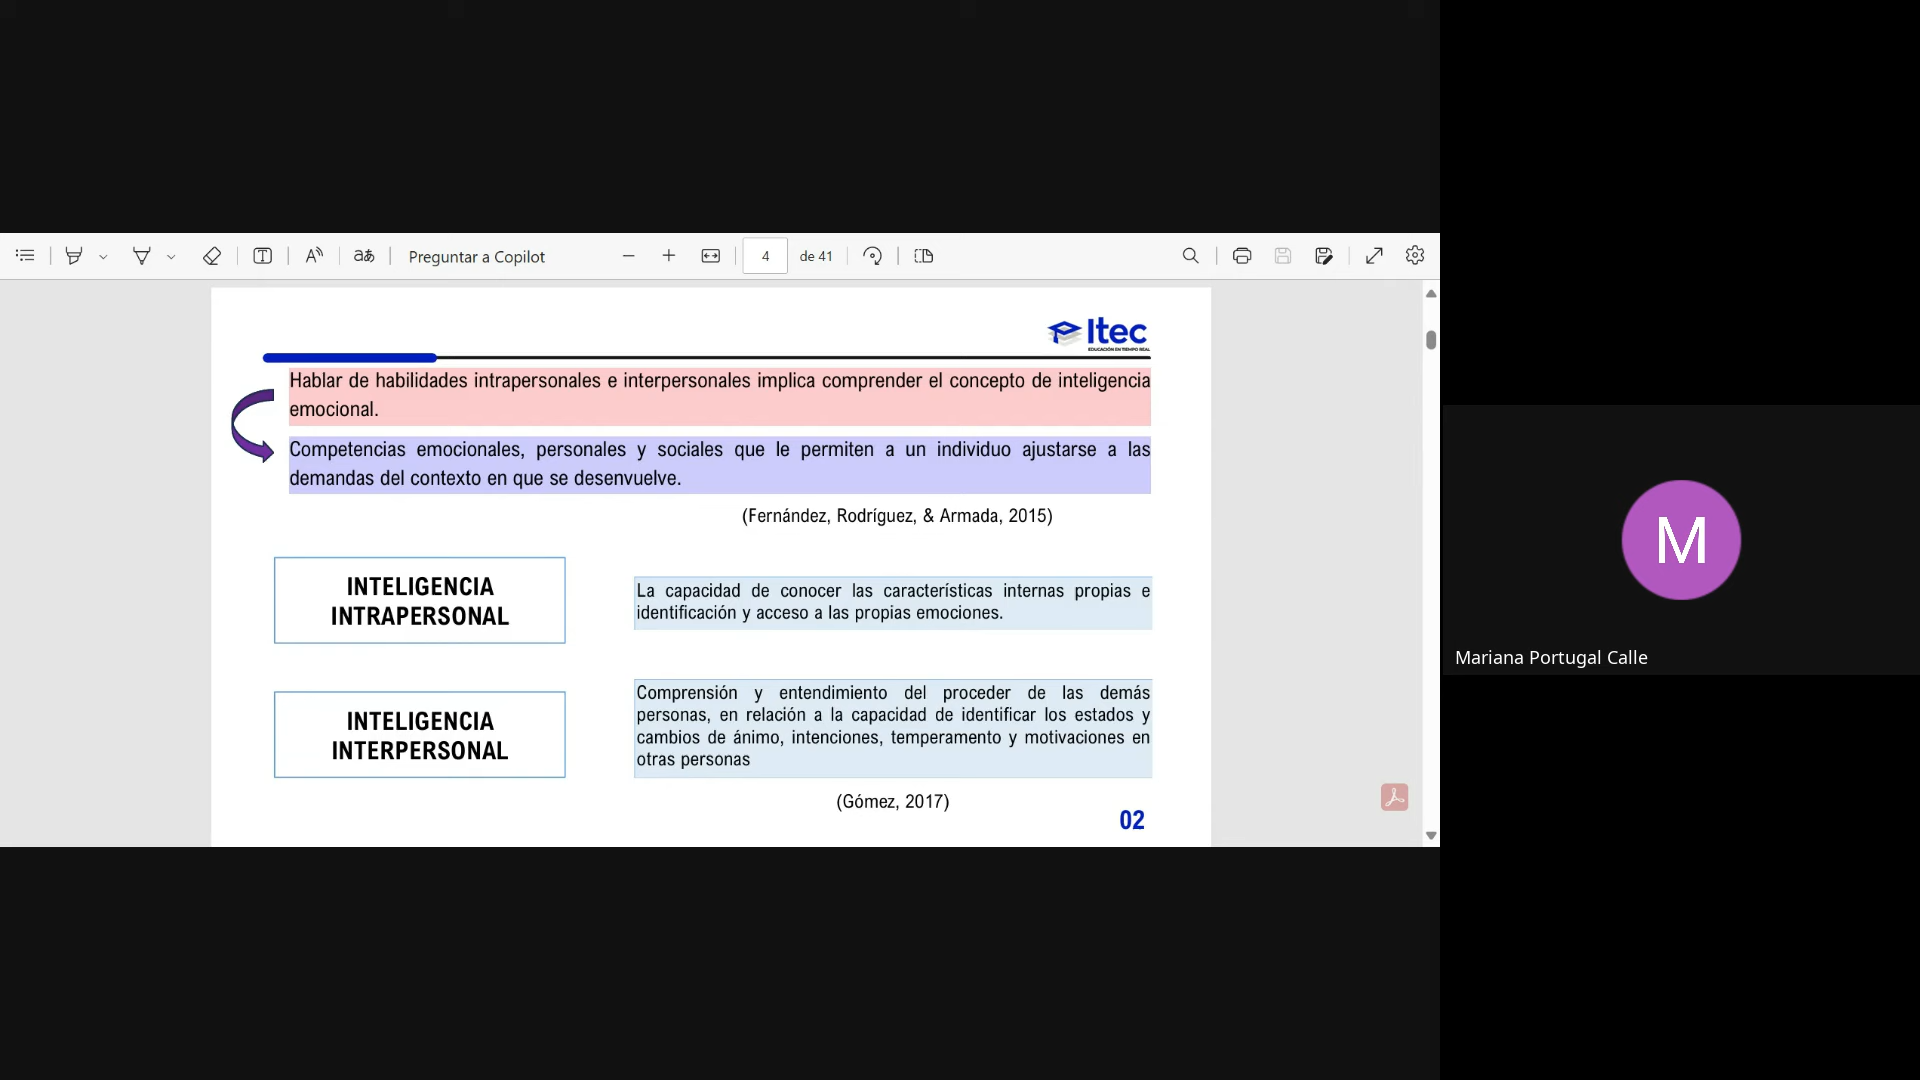 Preguntar a Copilot
4 de 41
Itec
EDUCACIÓN EN TIEMPO REAL
Hablar de habilidades intrapersonales e interpersonales implica comprender el concepto de inteligencia
emocional.
Competencias emocionales, personales y sociales que le permiten a un individuo ajustarse a las
demandas del contexto en que se desenvuelve.
(Fernández, Rodríguez, & Armada, 2015)
INTELIGENCIA
INTRAPERSONAL
La capacidad de conocer las características internas propias e
identificación y acceso a las propias emociones.
INTELIGENCIA
INTERPERSONAL
Comprensión y entendimiento del proceder de las demás
personas, en relación a la capacidad de identificar los estados y
cambios de ánimo, intenciones, temperamento y motivaciones en
otras personas
(Gómez, 2017)
02
M
Mariana Portugal Calle